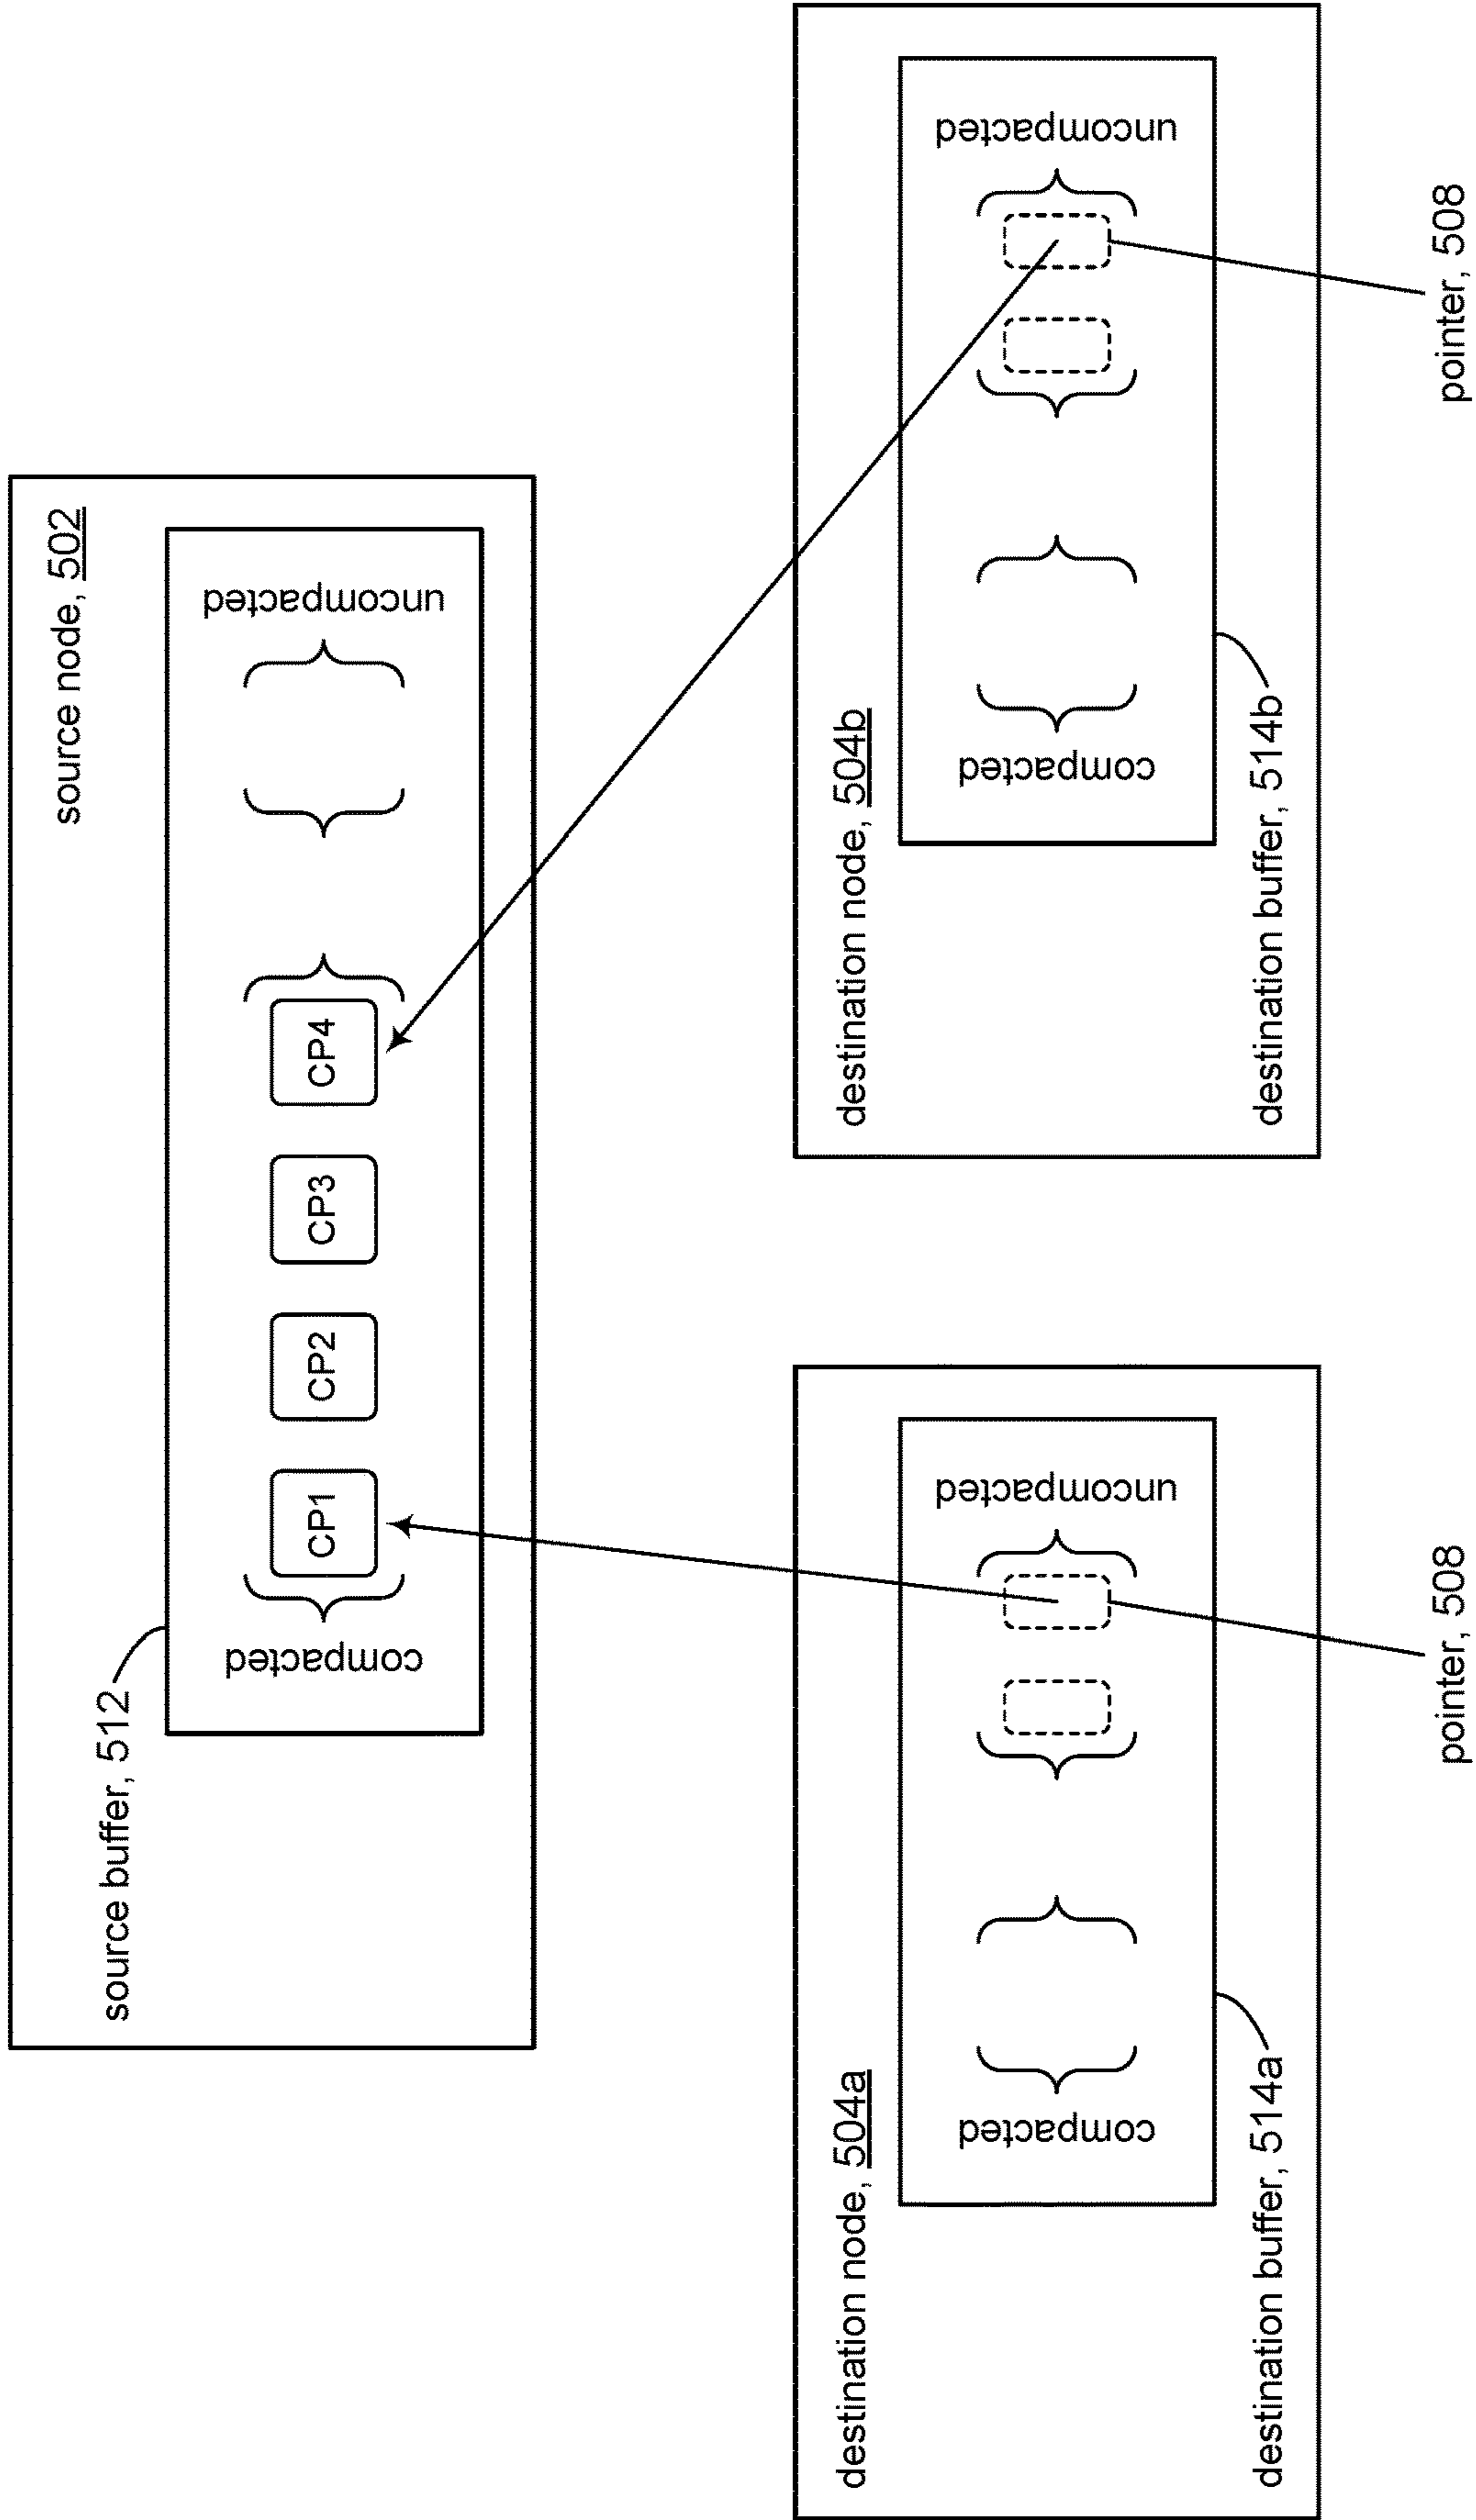 source node, 502
source buffer, 512
compacted
CP1
CP2
CP3
CP4
uncompacted
destination node, 504a
compacted
uncompacted
destination buffer, 514a
pointer, 508
destination node, 504b
compacted
uncompacted
destination buffer, 514b
pointer, 508